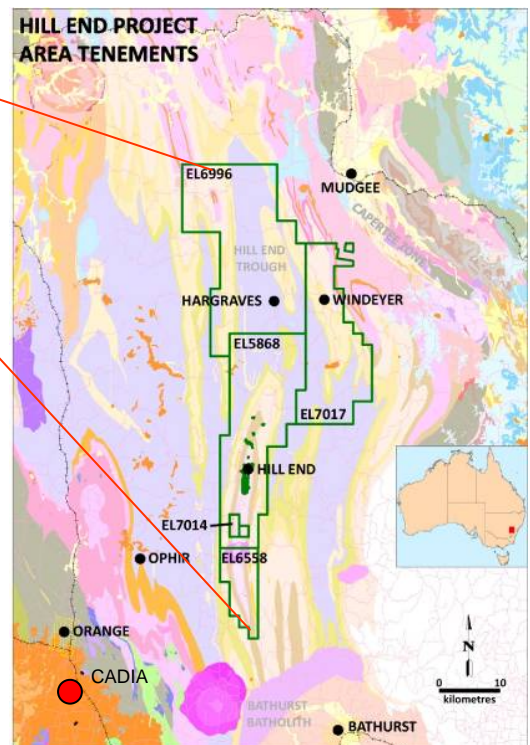 HILL END PROJECT
AREA TENEMENTS
EL6996
MUDGEE
CAPERTEE ZONE
HILL END
TROUGH
HARGRAVES
WINDEYER
EL5868
EL7017
HILL END
EL7014
OPHIR
EL6558
ORANGE
CADIA
N
0 10
kilometres
BATHURST
BATHOLITH
BATHURST